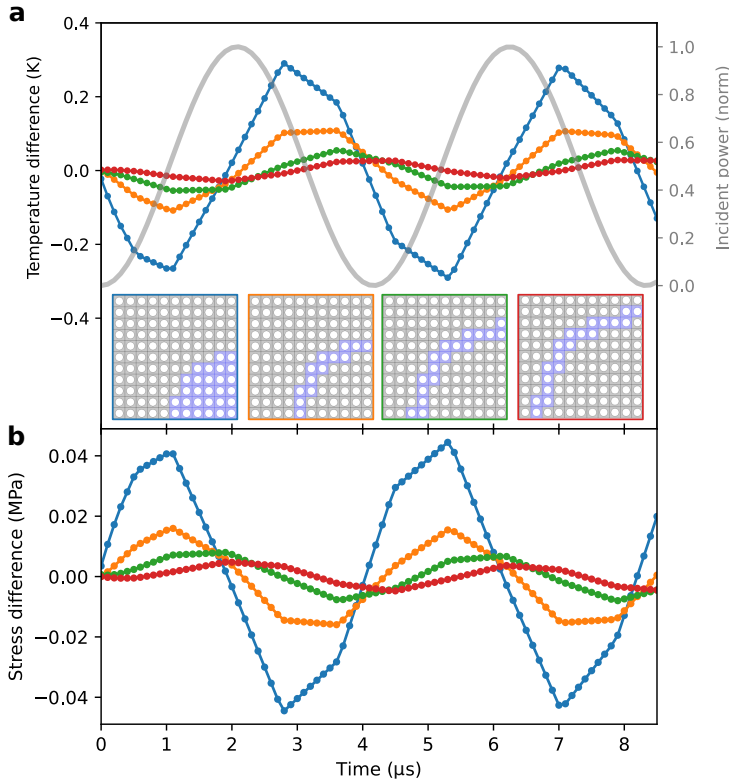 a
0.4
0.2
0.0
−0.2
−0.4
Temperature difference (K)
1.0
0.8
0.6
0.4
0.2
0.0
Incident power (norm)
b
0.04
0.02
0.00
−0.02
−0.04
Stress difference (MPa)
0 1 2 3 4 5 6 7 8
Time (µs)